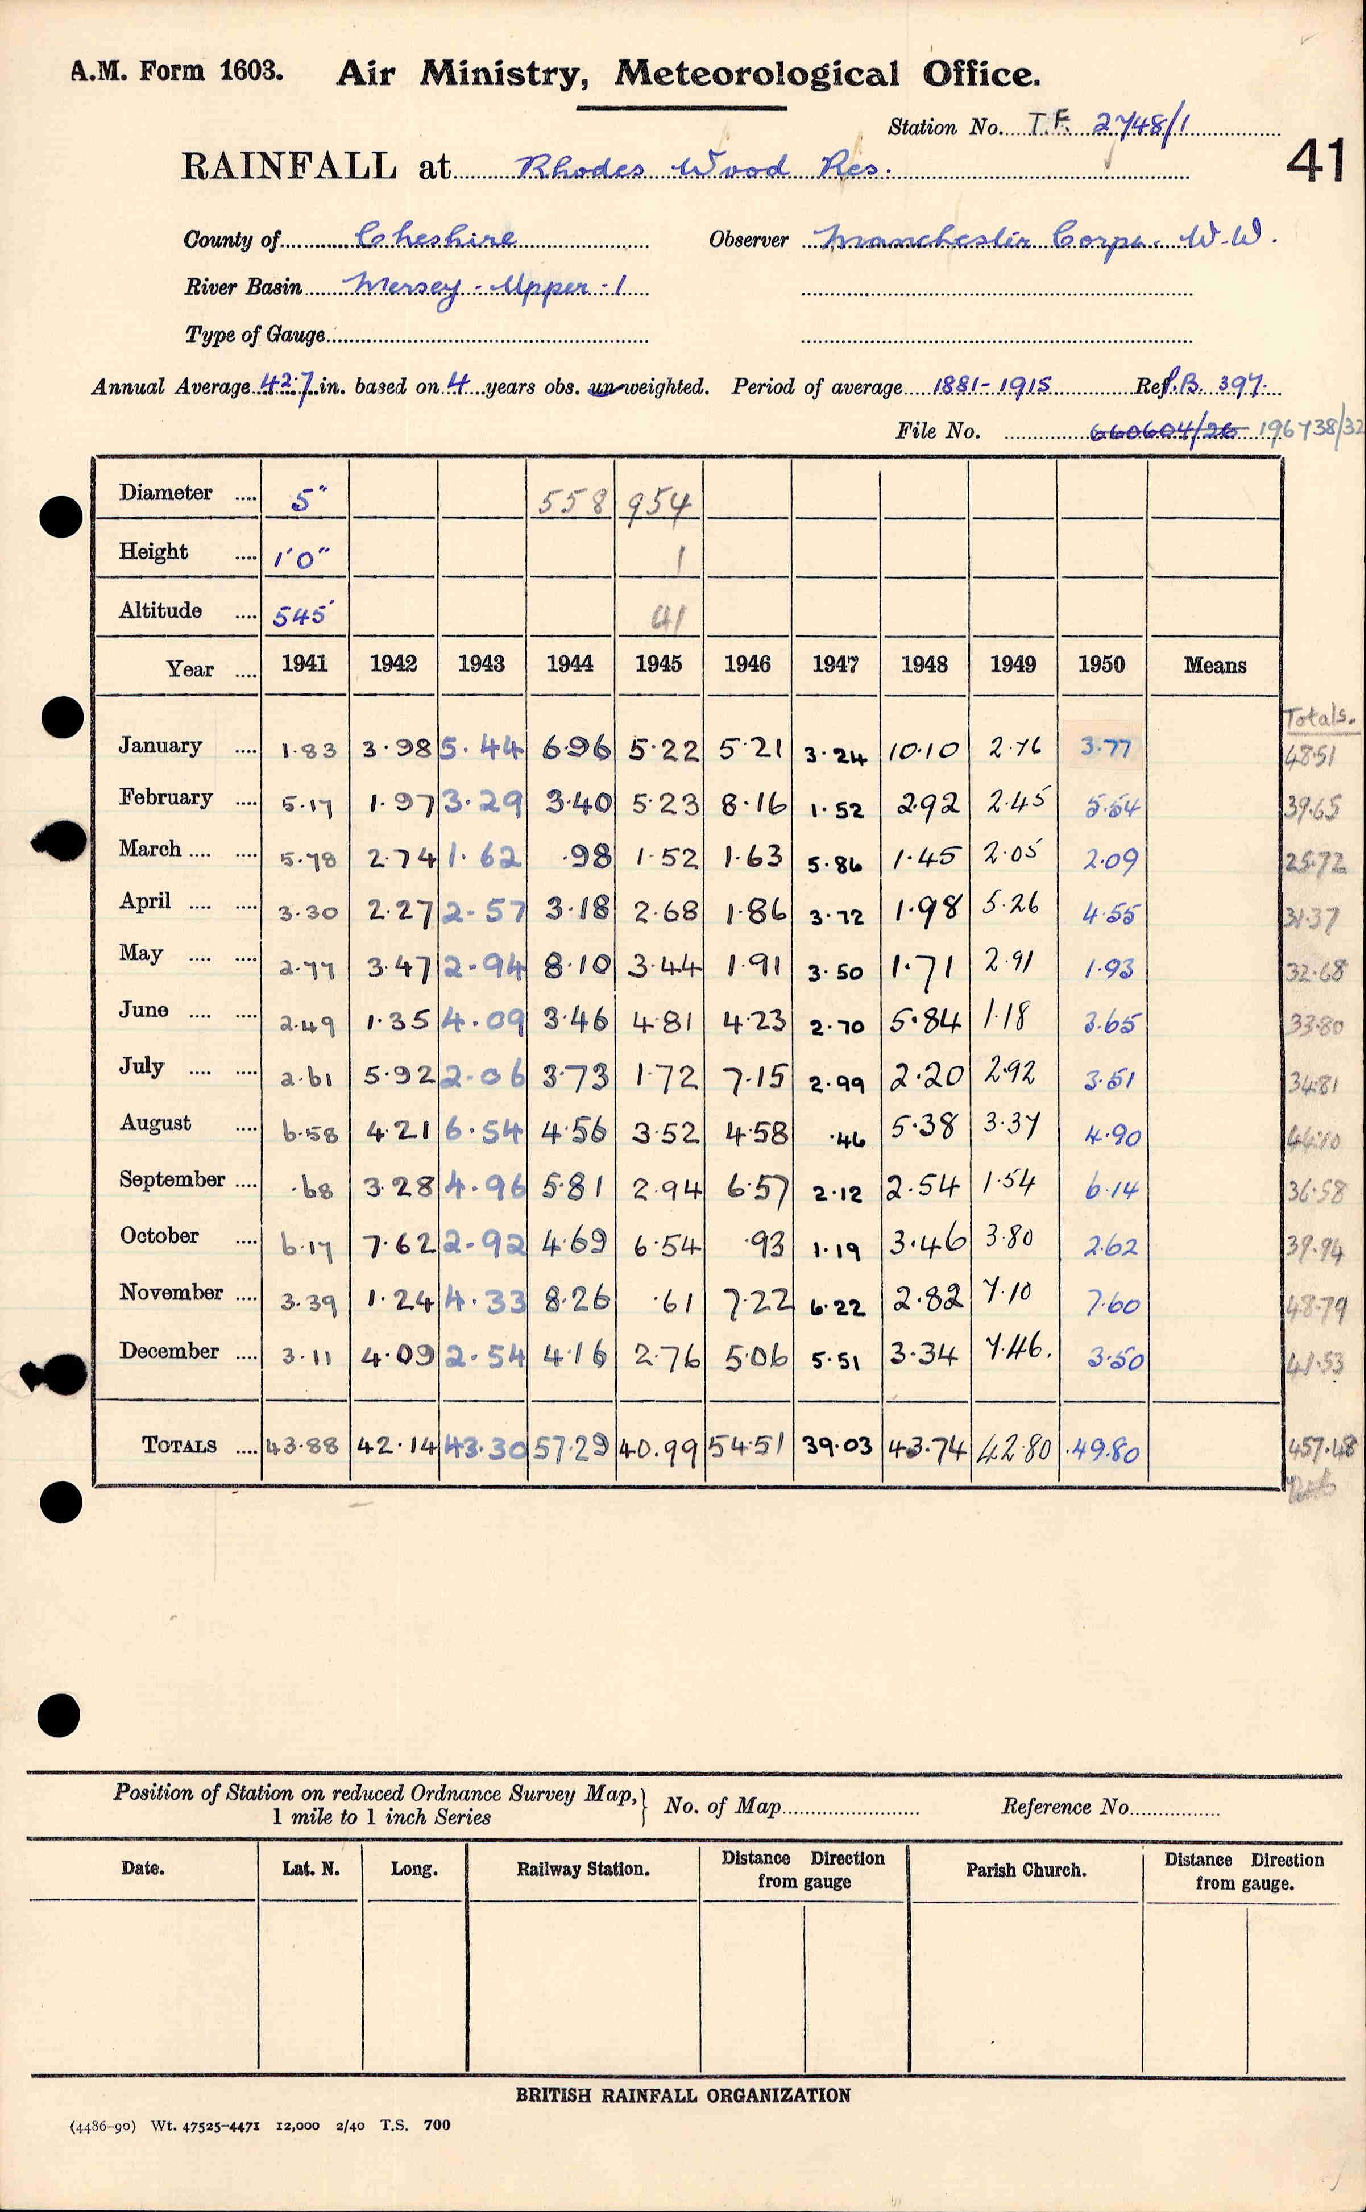 A.M. Form 1603. Air Ministry, Meteorological Office.
Station No. T.F. 2748/1
RAINFALL at Rhodes Wood Res. 41
County of Cheshire Observer Manchester Corpn. W.W.
River Basin Mersey - Upper - 1
Type of Gauge
Annual Average 42.7 in. based on 4 years obs. un-weighted. Period of average 1881-1915 Ref. B. 397.
File No. 660604/26 196738/32
Diameter .... 5" 558 954
Height .... 1'0" 1
Altitude .... 545' 41
Year .... 1941 1942 1943 1944 1945 1946 1947 1948 1949 1950 Means
Totals.
January .... 1.83 3.98 5.44 6.96 5.22 5.21 3.24 10.10 2.76 3.77 48.51
February .... 5.17 1.97 3.29 3.40 5.23 8.16 1.52 2.92 2.45 5.54 39.65
March .... .... 5.78 2.74 1.62 .98 1.52 1.63 5.86 1.45 2.05 2.09 25.72
April .... .... 3.30 2.27 2.57 3.18 2.68 1.86 3.72 1.98 5.26 4.55 31.37
May .... .... 2.77 3.47 2.94 8.10 3.44 1.91 3.50 1.71 2.91 1.93 32.68
June .... .... 2.49 1.35 4.09 3.46 4.81 4.23 2.70 5.84 1.18 3.65 33.80
July .... .... 2.61 5.92 2.06 3.73 1.72 7.15 2.99 2.20 2.92 3.51 34.81
August .... 6.58 4.21 6.54 4.56 3.52 4.58 .46 5.38 3.37 4.90 44.10
September .... .68 3.28 4.96 5.81 2.94 6.57 2.12 2.54 1.54 6.14 36.58
October .... 6.17 7.62 2.92 4.69 6.54 .93 1.19 3.46 3.80 2.62 39.94
November .... 3.39 1.24 4.33 8.26 .61 7.22 6.22 2.82 7.10 7.60 48.79
December .... 3.11 4.09 2.54 4.16 2.76 5.06 5.51 3.34 7.46. 3.50 41.53
TOTALS .... 43.88 42.14 43.30 57.29 40.99 54.51 39.03 43.74 42.80 49.80 457.48
Position of Station on reduced Ordnance Survey Map, 1 mile to 1 inch Series } No. of Map Reference No.
Date. Lat. N. Long. Railway Station. Distance from gauge Direction Parish Church. Distance Direction from gauge.
BRITISH RAINFALL ORGANIZATION
(4486-90) Wt. 47525-4471 12,000 2/40 T.S. 700